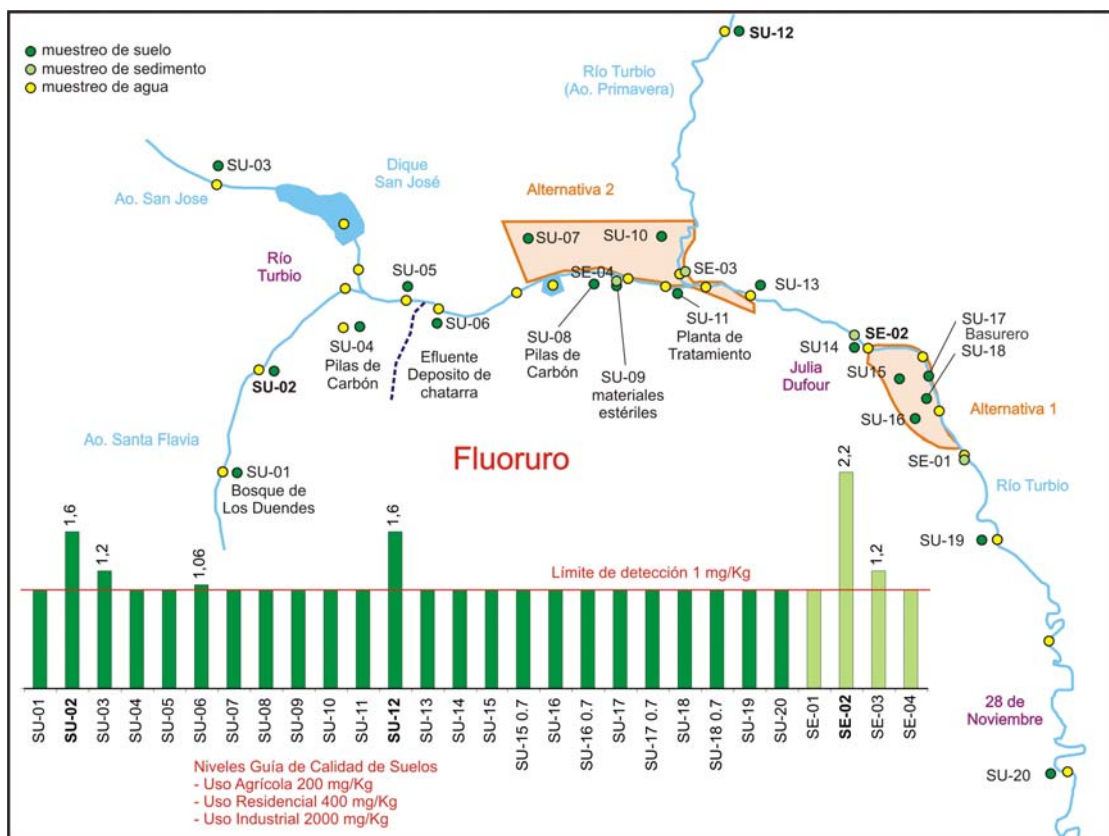 muestreo de suelo
muestreo de sedimento
muestreo de agua
SU-12
Río Turbio
(Ao. Primavera)
SU-03
Ao. San Jose
Dique
San José
Alternativa 2
Río
Turbio
SU-05
SU-07
SU-10
SE-04
SE-03
SU-13
SU-06
SU-04
Pilas de
Carbón
Efluente
Deposito de
chatarra
SU-08
Pilas de
Carbón
SU-09
materiales
estériles
SU-11
Planta de
Tratamiento
SU-02
Ao. Santa Flavia
SU-01
Bosque de
Los Duendes
SE-02
SU14
Julia
Dufour
SU15
SU-16
SU-17
Basurero
SU-18
Alternativa 1
SE-01
Río Turbio
SU-19
28 de
Noviembre
SU-20
Fluoruro
1,6
1,2
1,06
1,6
2,2
1,2
Límite de detección 1 mg/Kg
SU-01
SU-02
SU-03
SU-04
SU-05
SU-06
SU-07
SU-08
SU-09
SU-10
SU-11
SU-12
SU-13
SU-14
SU-15
SU-15 0.7
SU-16
SU-16 0.7
SU-17
SU-17 0.7
SU-18
SU-18 0.7
SU-19
SU-20
SE-01
SE-02
SE-03
SE-04
Niveles Guía de Calidad de Suelos
- Uso Agrícola 200 mg/Kg
- Uso Residencial 400 mg/Kg
- Uso Industrial 2000 mg/Kg